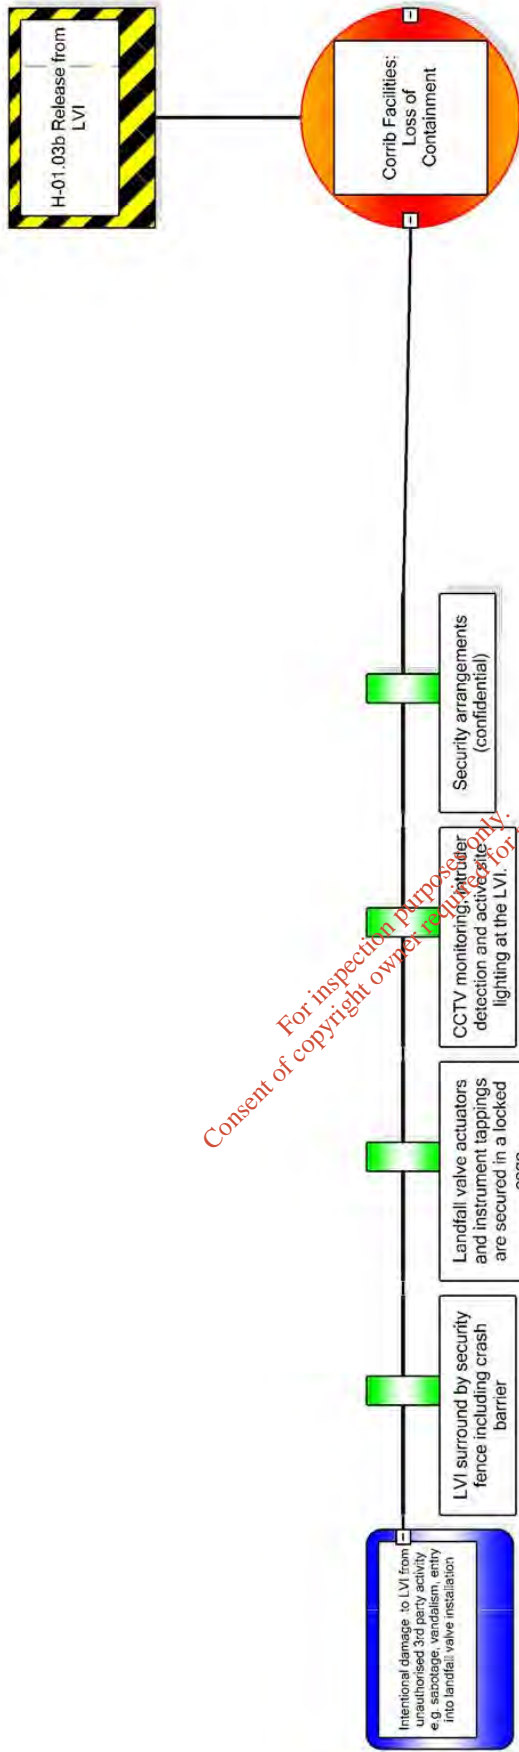 H-01.03b Release from
LVI
Corrib Facilities:
Loss of
Containment
Intentional damage to LVI from
unauthorised 3rd party activity
e.g. sabotage, vandalism, entry
into landfall valve installation
LVI surround by security
fence including crash
barrier
Landfall valve actuators
and instrument tappings
are secured in a locked
CCTV monitoring, intruder
detection and active site
lighting at the LVI.
Security arrangements
(confidential)
For inspection purposes only.
Consent of copyright owner required for